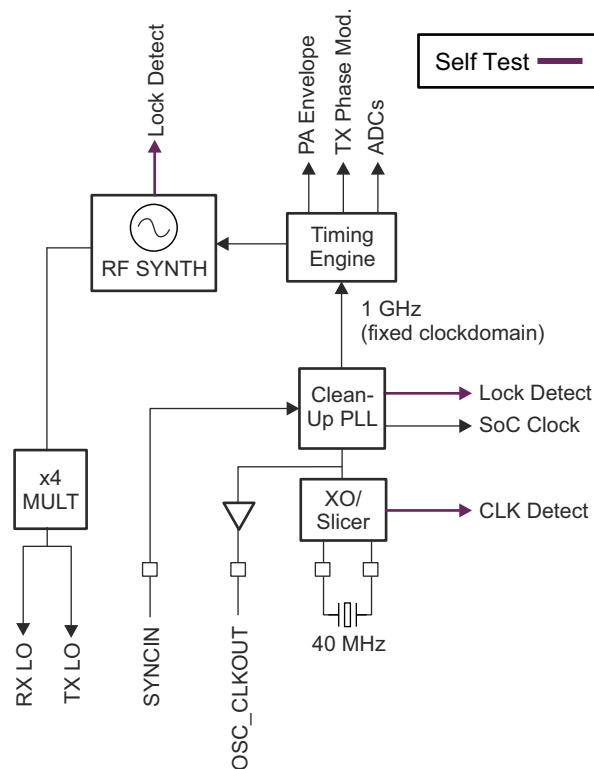 Self Test
Lock Detect
PA Envelope
TX Phase Mod.
ADCs
RF SYNTH
Timing
Engine
1 GHz
(fixed clockdomain)
Clean-
Up PLL
Lock Detect
SoC Clock
x4
MULT
XO/
Slicer
CLK Detect
40 MHz
RX LO
TX LO
SYNCIN
OSC_CLKOUT